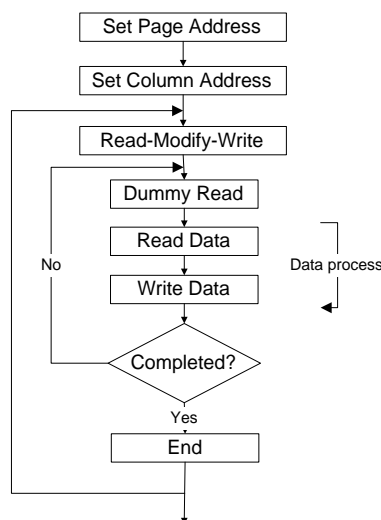 Set Page Address
Set Column Address
Read-Modify-Write
Dummy Read
Read Data
No
Data process
Write Data
Completed?
Yes
End